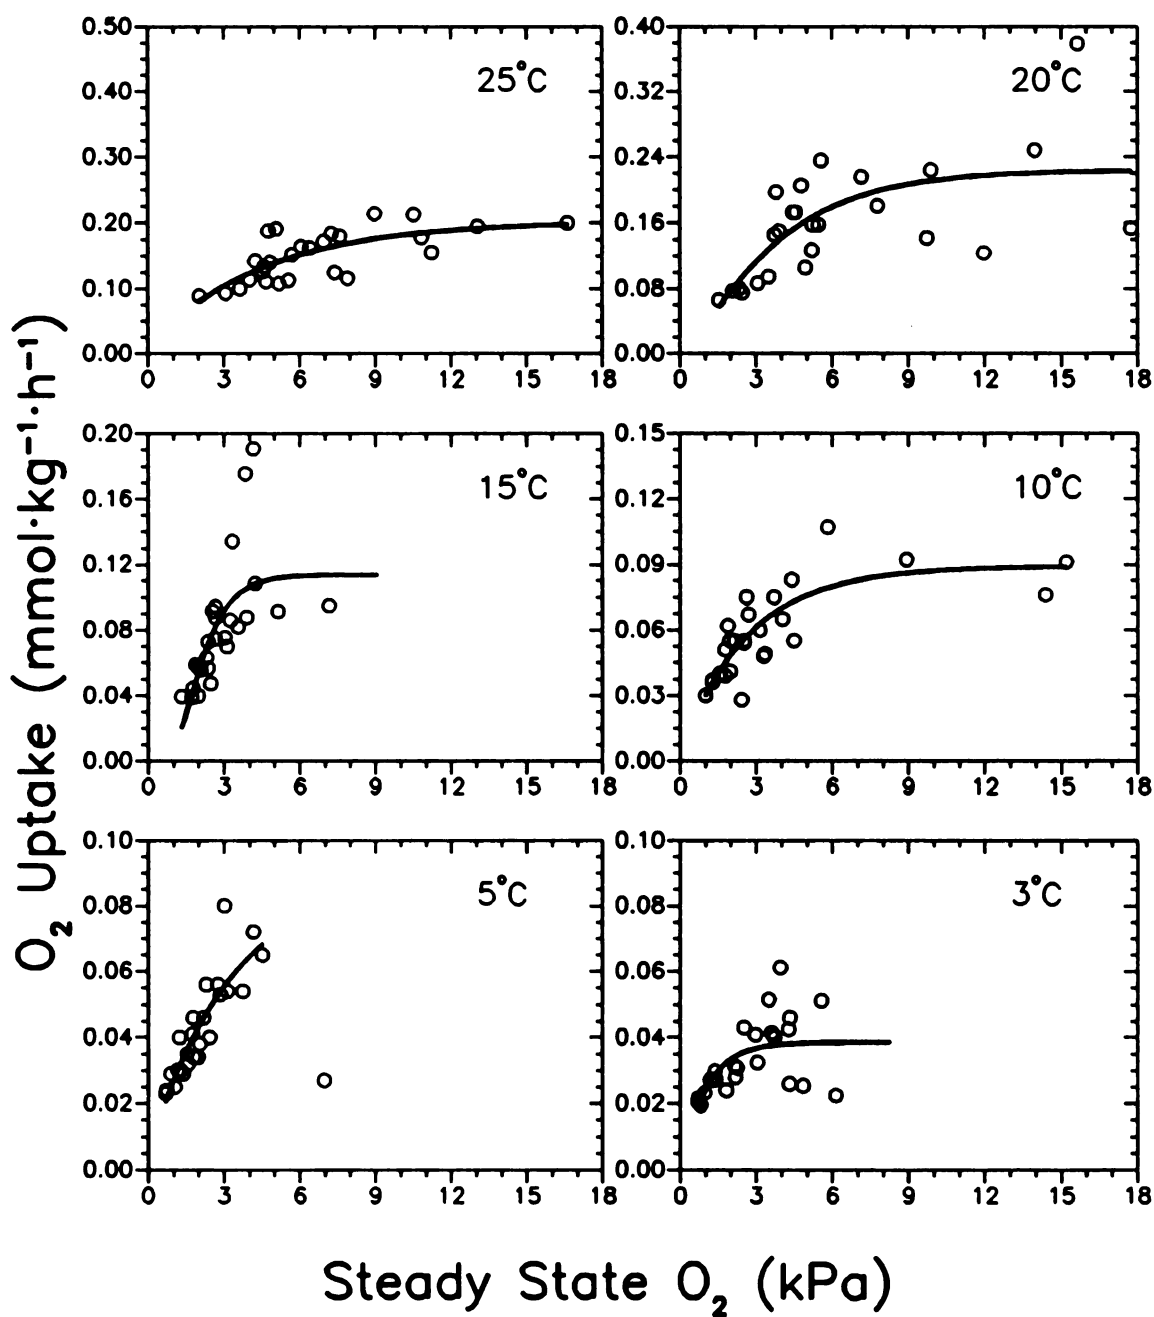 O₂ Uptake (mmol·kg⁻¹·h⁻¹)
25°C
0.50
0.40
0.30
0.20
0.10
0.00
0 3 6 9 12 15 18
20°C
0.40
0.32
0.24
0.16
0.08
0.00
0 3 6 9 12 15 18
15°C
0.20
0.16
0.12
0.08
0.04
0.00
0 3 6 9 12 15 18
10°C
0.15
0.12
0.09
0.06
0.03
0.00
0 3 6 9 12 15 18
5°C
0.10
0.08
0.06
0.04
0.02
0.00
0 3 6 9 12 15 18
3°C
0.10
0.08
0.06
0.04
0.02
0.00
0 3 6 9 12 15 18
Steady State O₂ (kPa)